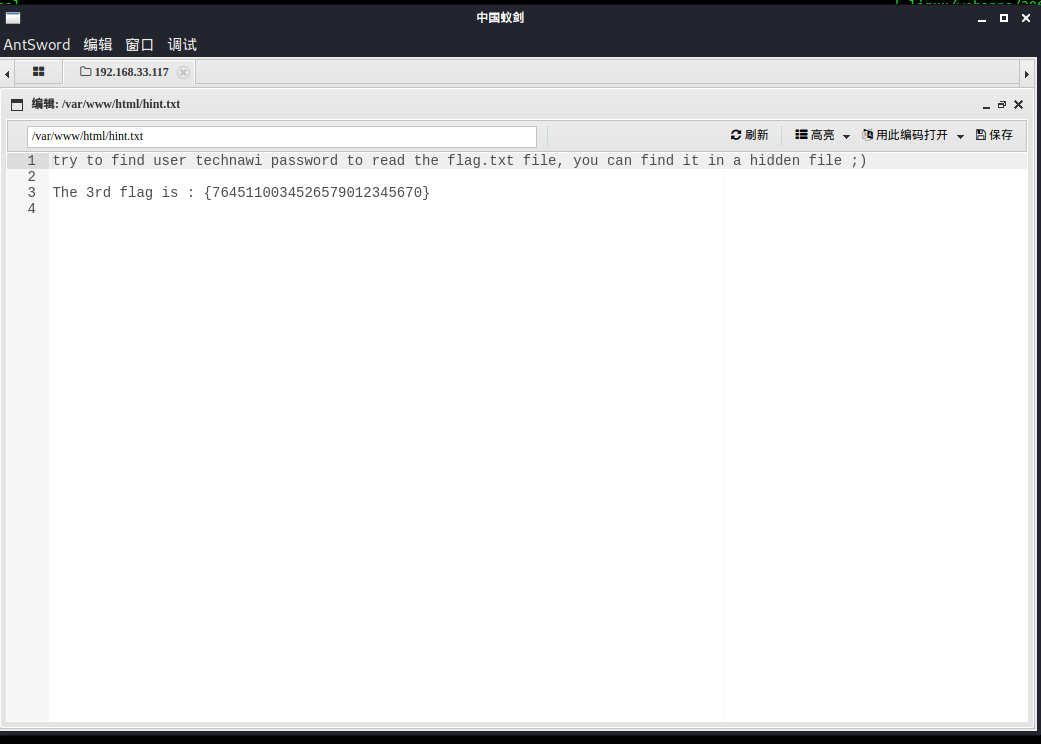 中国蚁剑
AntSword 编辑 窗口 调试
192.168.33.117
编辑: /var/www/html/hint.txt
/var/www/html/hint.txt 刷新 高亮 用此编码打开 保存
1 try to find user technawi password to read the flag.txt file, you can find it in a hidden file ;)
2
3 The 3rd flag is : {7645110034526579012345670}
4